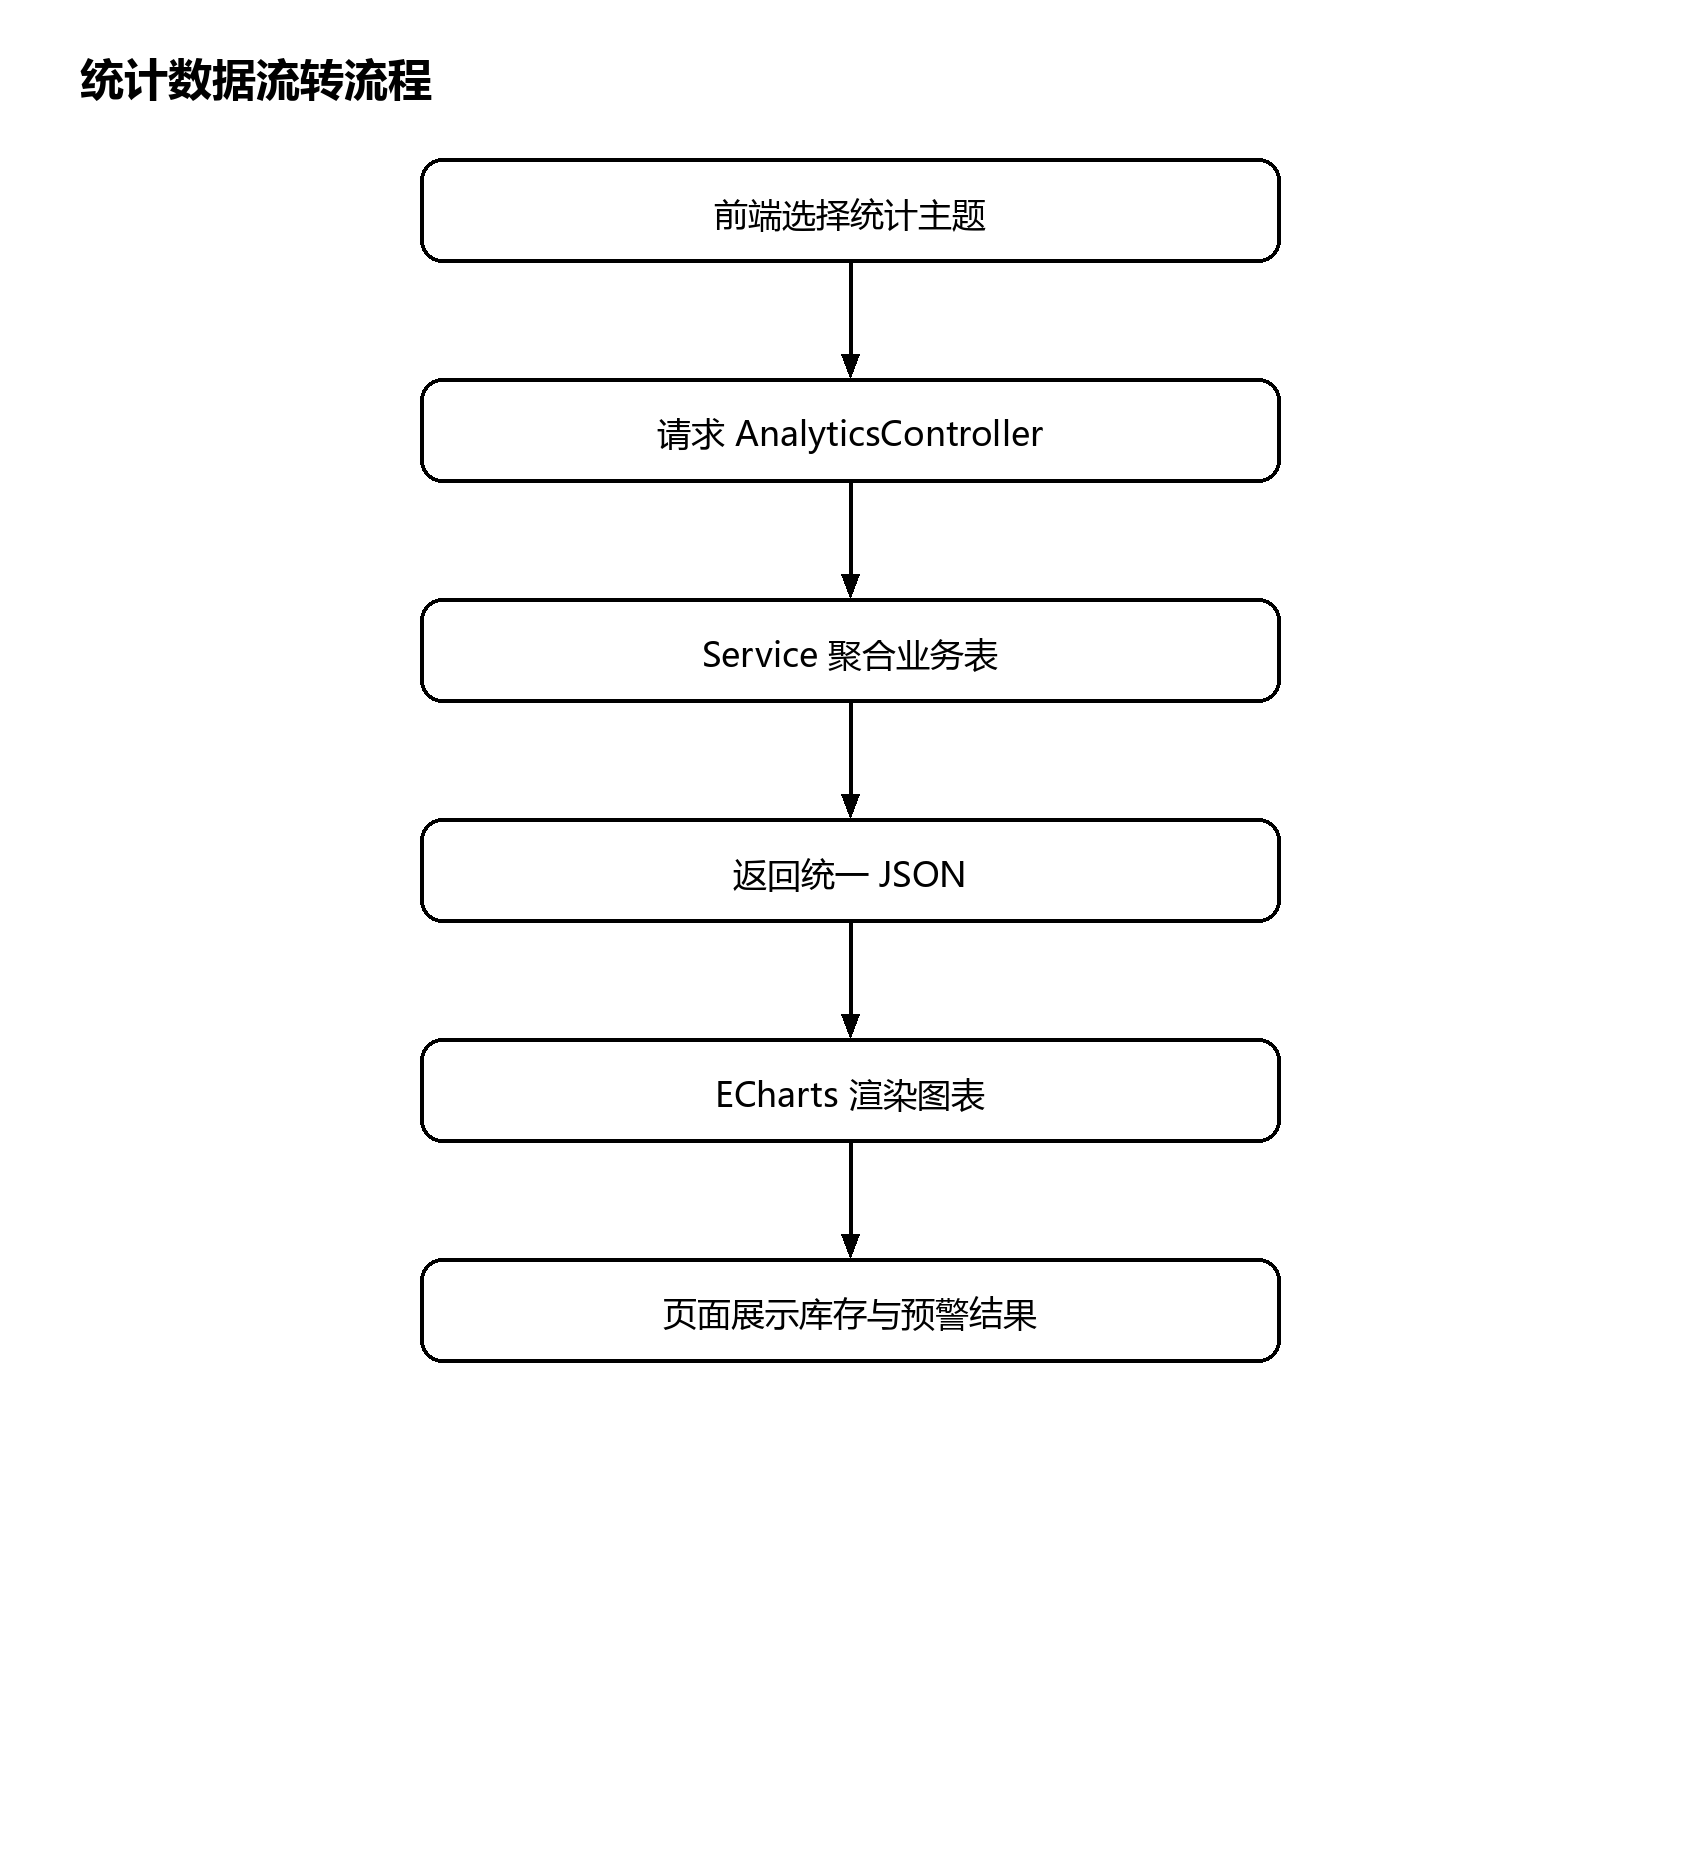 统计数据流转流程
前端选择统计主题
请求 AnalyticsController
Service 聚合业务表
返回统一 JSON
ECharts 渲染图表
页面展示库存与预警结果